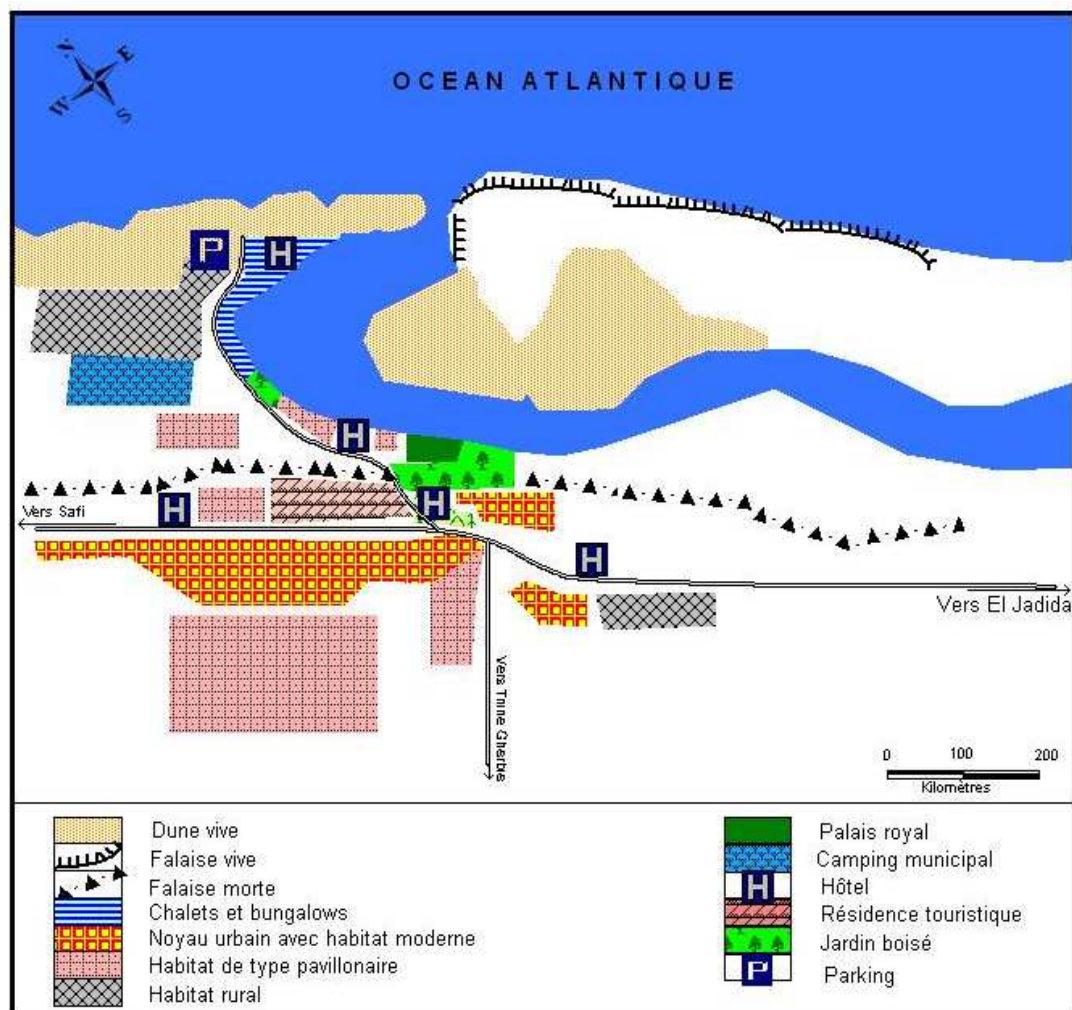 N
E
W
S
OCEAN ATLANTIQUE
P
H
H
H
H
H
Vers Safi
Vers El Jadida
Vers Tnine Gharbia
0 100 200
Kilomètres
Dune vive
Falaise vive
Falaise morte
Chalets et bungalows
Noyau urbain avec habitat moderne
Habitat de type pavillonaire
Habitat rural
Palais royal
Camping municipal
H Hôtel
Résidence touristique
Jardin boisé
P Parking